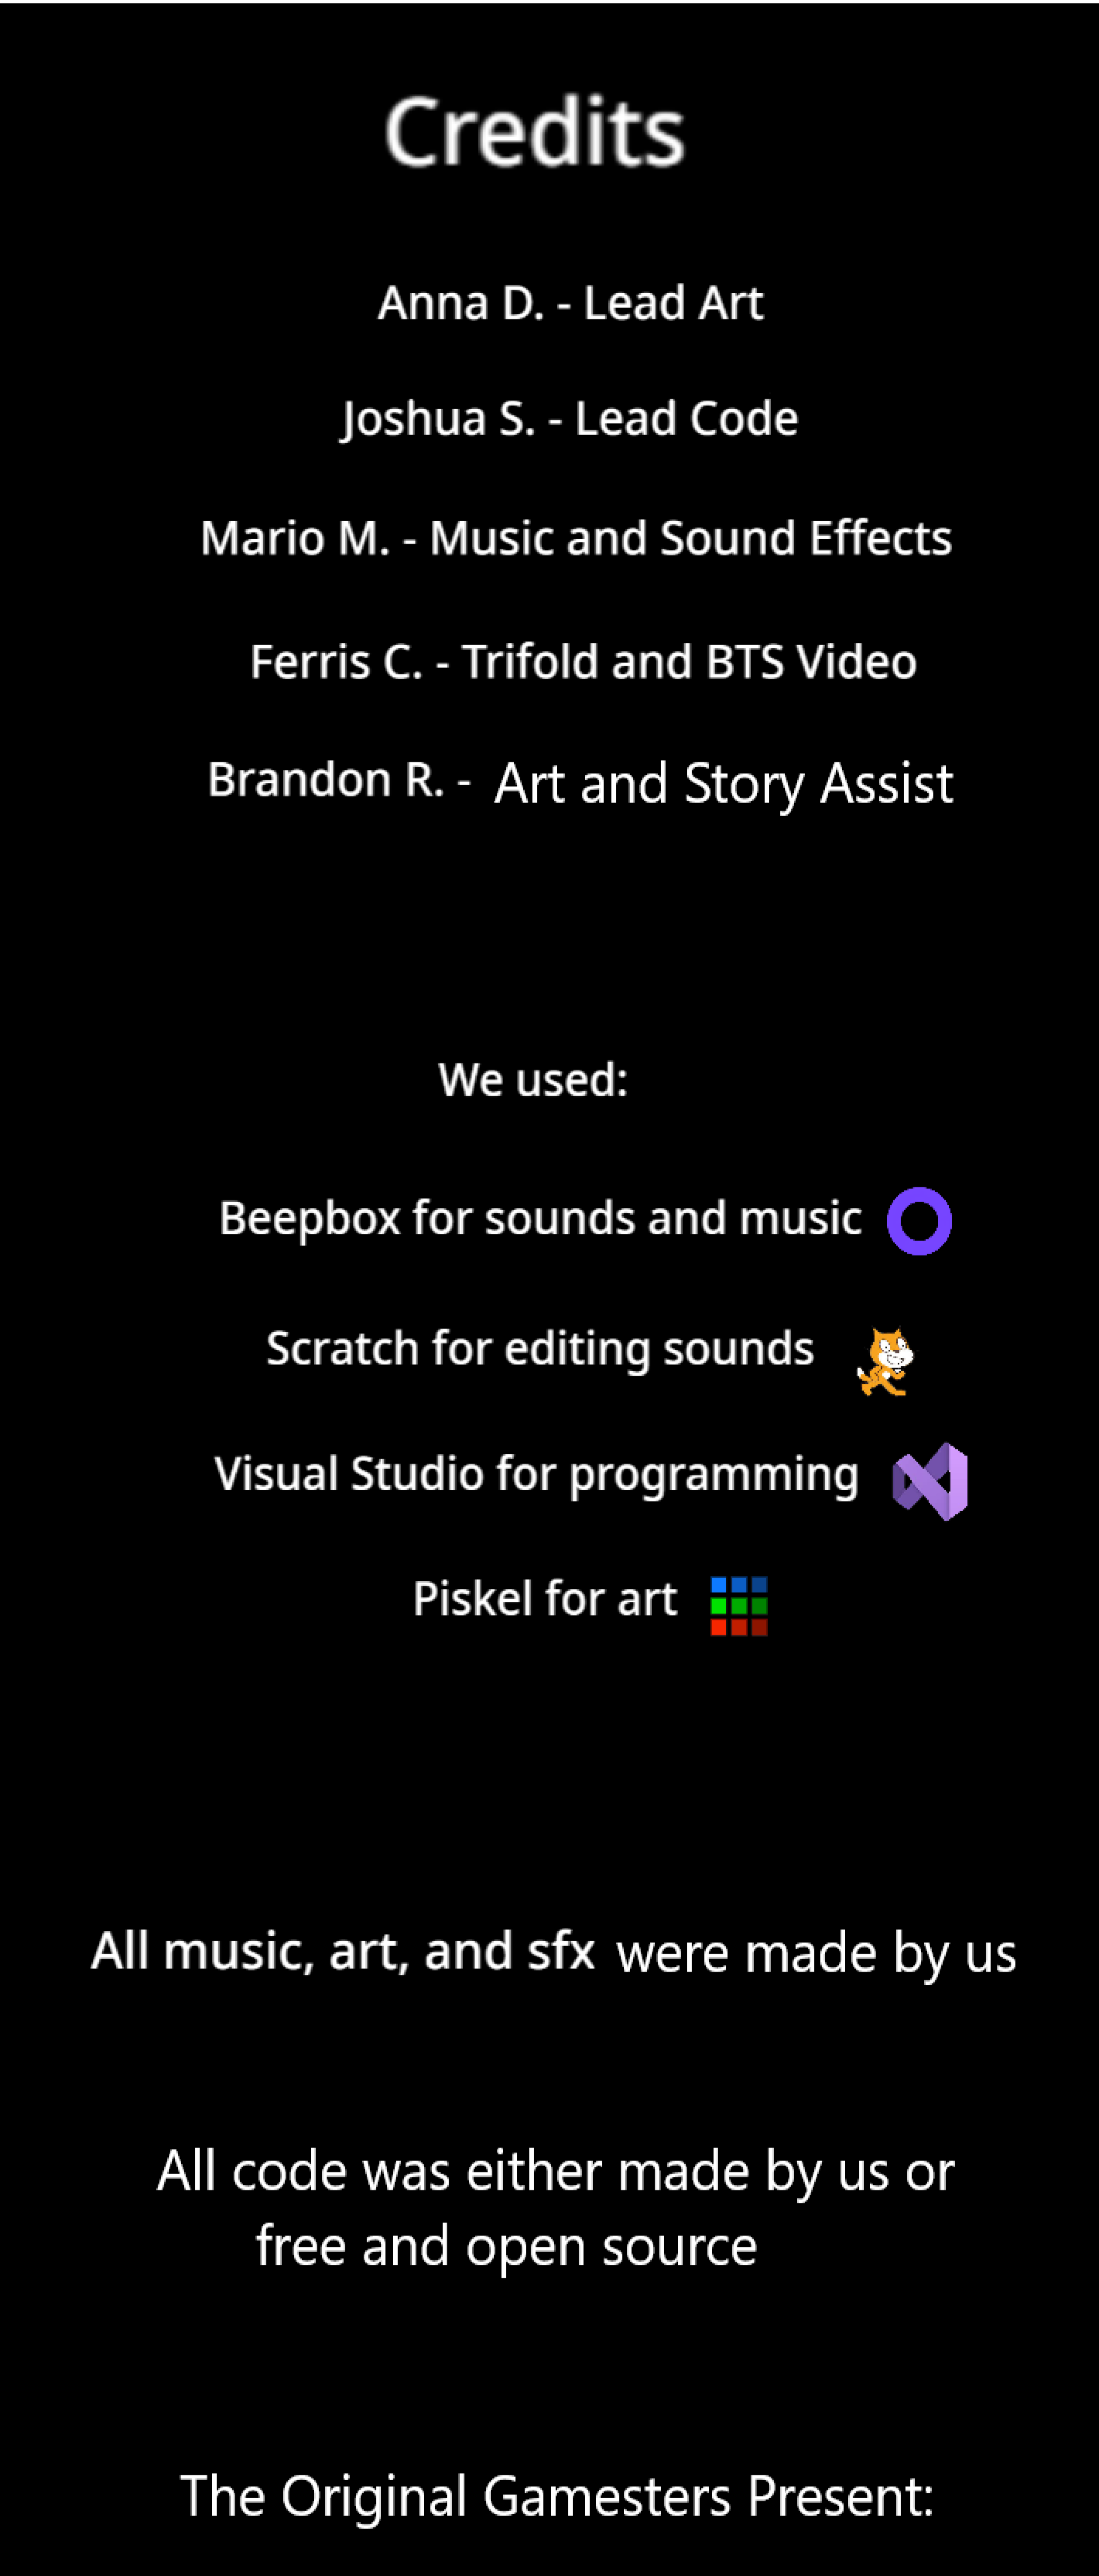 Credits
Anna D. - Lead Art
Joshua S. - Lead Code
Mario M. - Music and Sound Effects
Ferris C. - Trifold and BTS Video
Brandon R. - Art and Story Assist
We used:
Beepbox for sounds and music
Scratch for editing sounds
Visual Studio for programming
Piskel for art
All music, art, and sfx were made by us
All code was either made by us or
free and open source
The Original Gamesters Present: